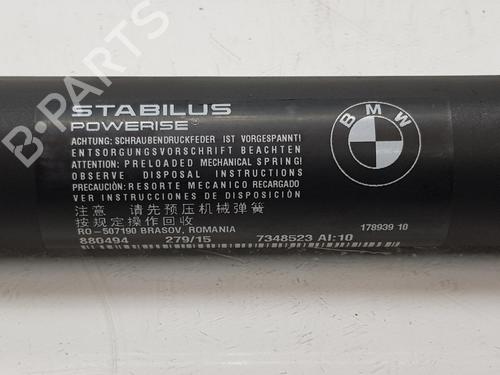 STABILUS
POWERISE
ACHTUNG: SCHRAUBENDRUCKFEDER IST VORGESPANNT!
ENTSORGUNGSVORSCHRIFT BEACHTEN
ATTENTION: PRELOADED MECHANICAL SPRING!
OBSERVE DISPOSAL INSTRUCTIONS
PRECAUCIÓN: RESORTE MECANICO RECARGADO
VER INSTRUCCIONES DE DISPOSICIÓN
注意 请先预压机械弹簧
按规定操作回收
RO-507190 BRASOV, ROMANIA
880494 279/15 7348523 AI:10
BMW
178939 10
B-PARTS